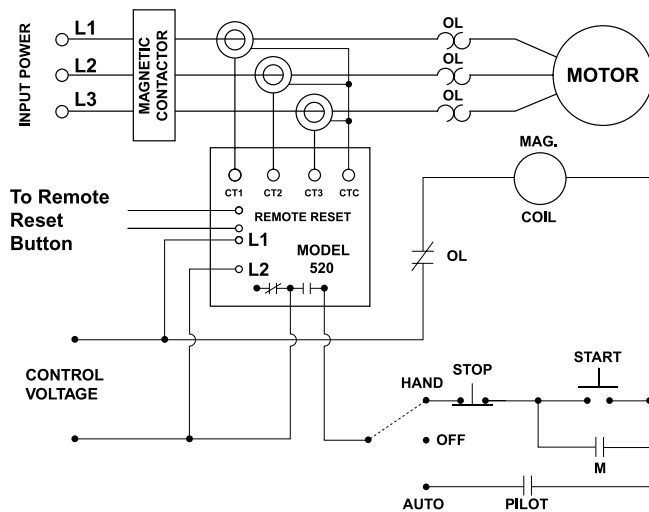 INPUT POWER
L1
L2
L3
MAGNETIC
CONTACTOR
OL
OL
OL
MOTOR
CT1
CT2
CT3
CTC
REMOTE RESET
To Remote
Reset
Button
L1
L2
MODEL
520
MAG.
COIL
OL
CONTROL
VOLTAGE
HAND
STOP
START
OFF
M
AUTO
PILOT